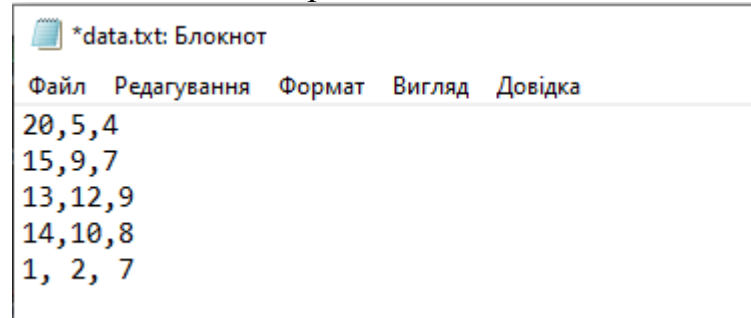 *data.txt: Блокнот
Файл Редагування Формат Вигляд Довідка
20,5,4
15,9,7
13,12,9
14,10,8
1, 2, 7